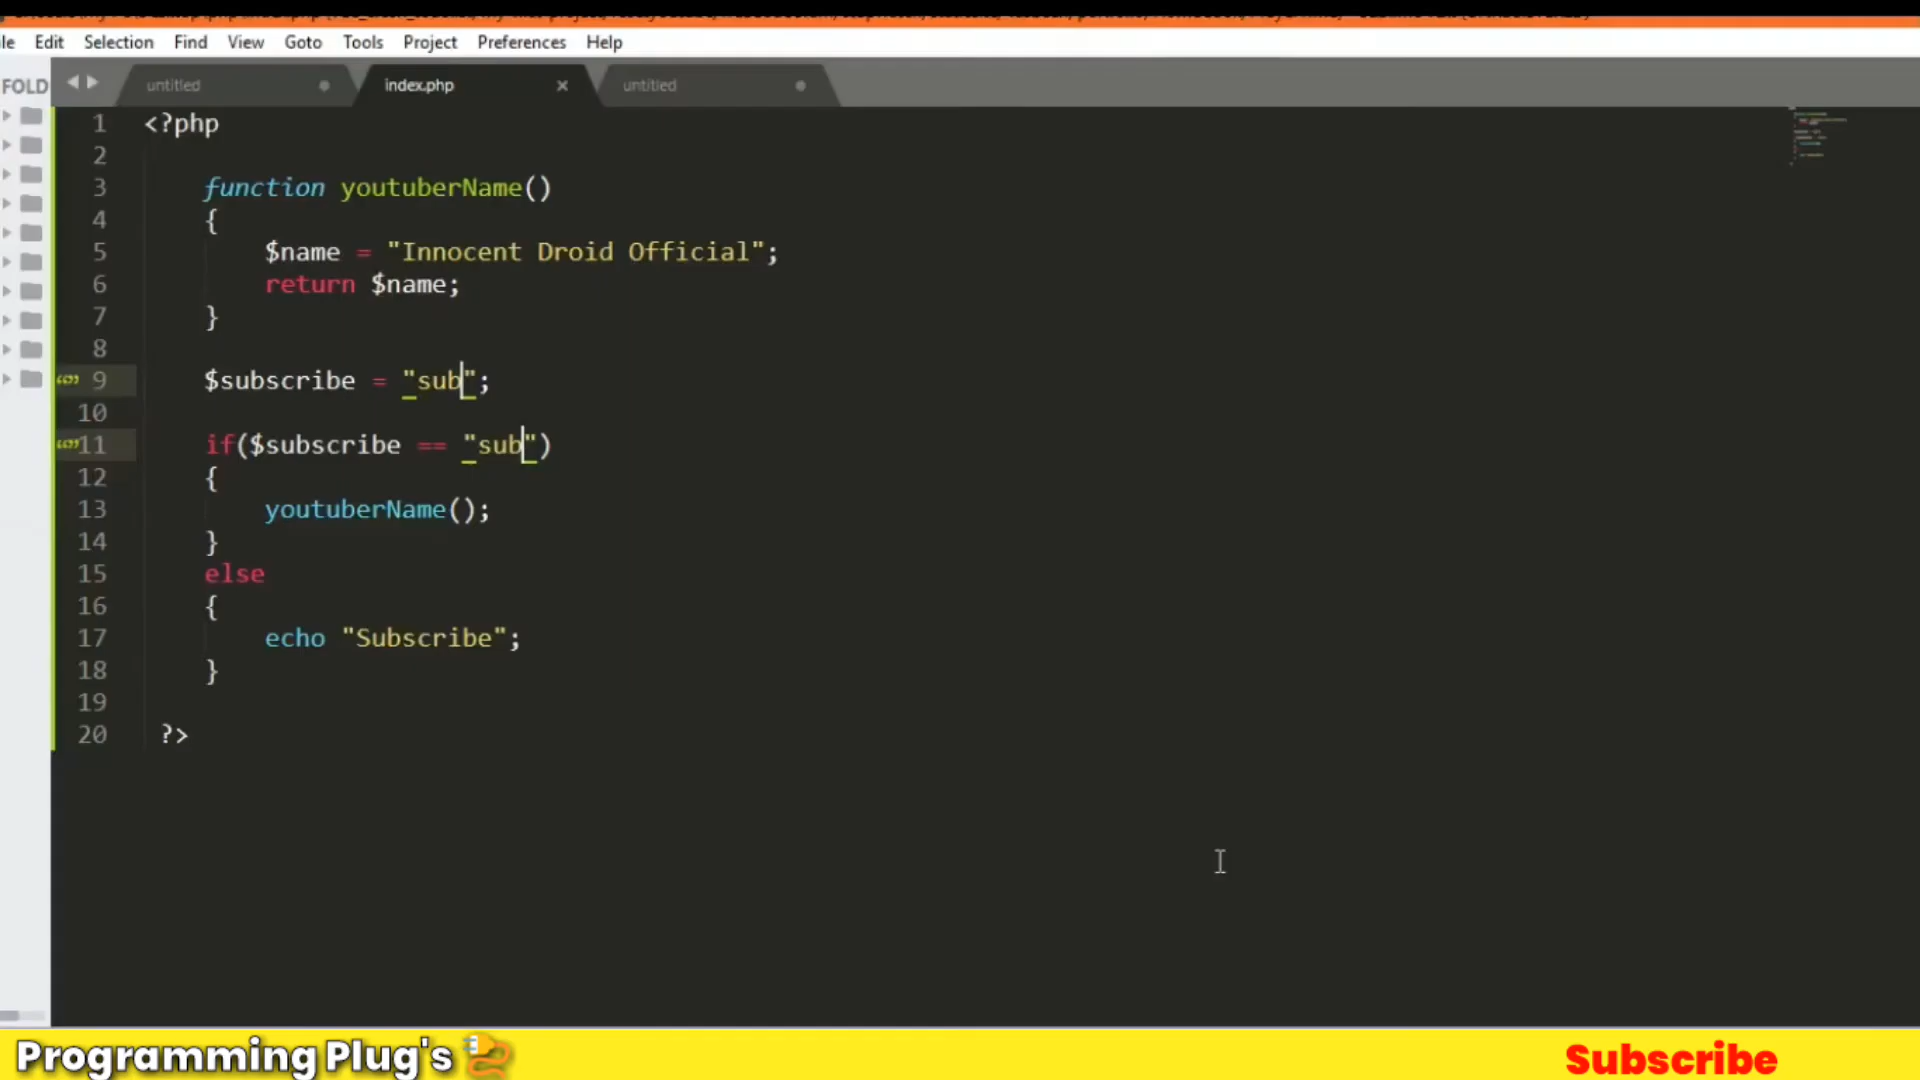 le Edit Selection Find View Goto Tools Project Preferences Help
FOLD
untitled index.php untitled
1 <?php
2
3 function youtuberName()
4 {
5 $name = "Innocent Droid Official";
6 return $name;
7 }
8
9 $subscribe = "sub";
10
11 if($subscribe == "sub")
12 {
13 youtuberName();
14 }
15 else
16 {
17 echo "Subscribe";
18 }
19
20 ?>
Programming Plug's
Subscribe